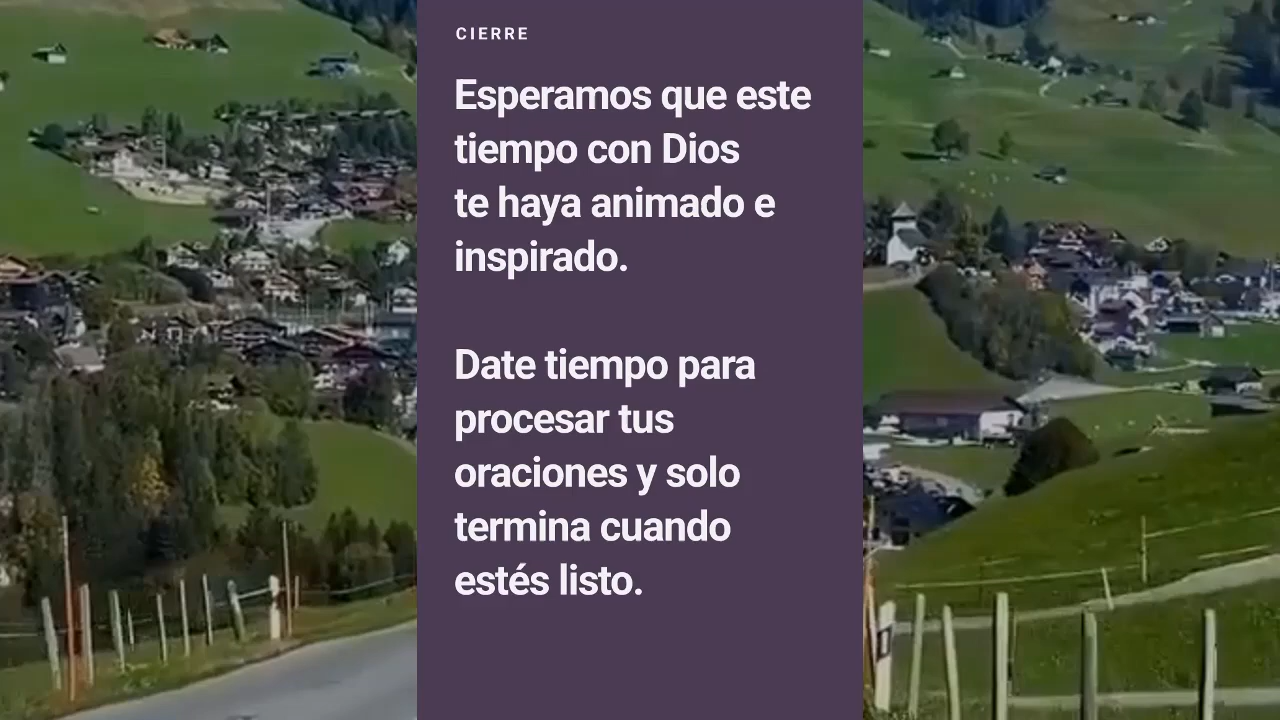 CIERRE
Esperamos que este
tiempo con Dios
te haya animado e
inspirado.
Date tiempo para
procesar tus
oraciones y solo
termina cuando
estés listo.